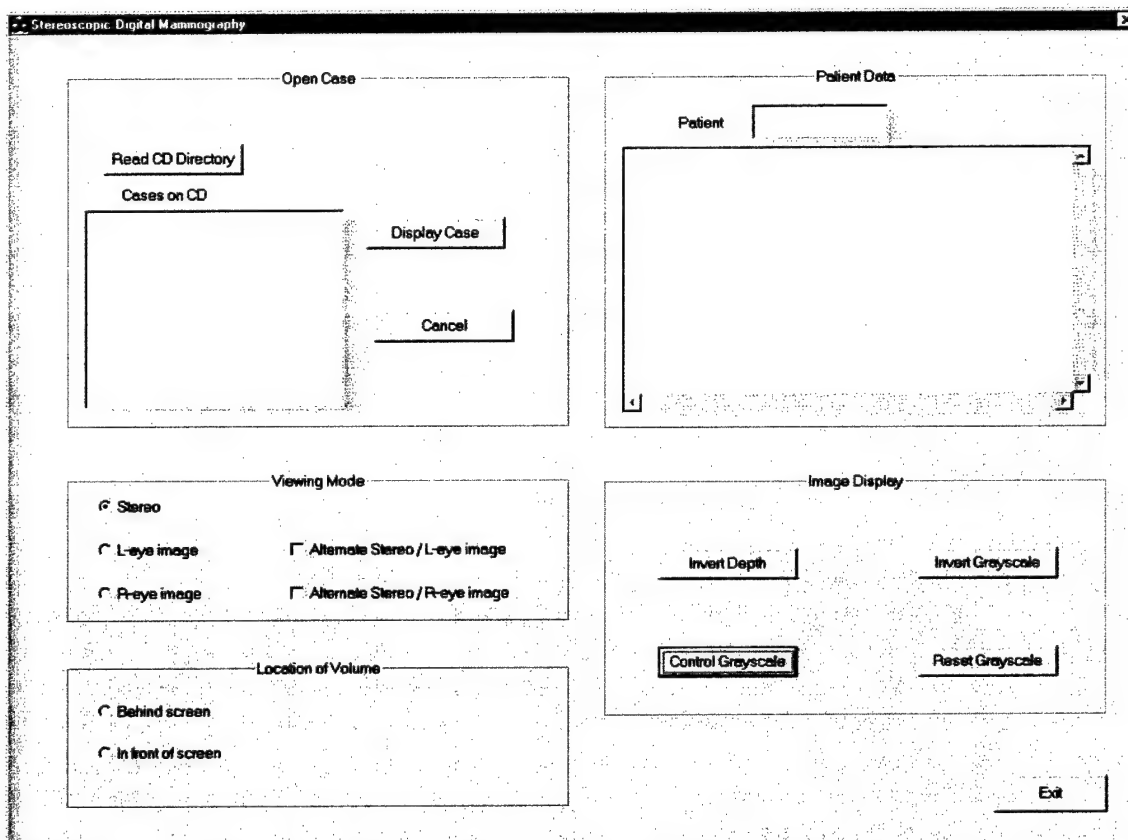 Stereoscopic Digital Mammography
Open Case
Read CD Directory
Cases on CD
Display Case
Cancel
Patient Data
Patient
Viewing Mode
Stereo
L-eye image
Alternate Stereo / L-eye image
R-eye image
Alternate Stereo / R-eye image
Image Display
Invert Depth
Invert Grayscale
Control Grayscale
Reset Grayscale
Location of Volume
Behind screen
In front of screen
Exit